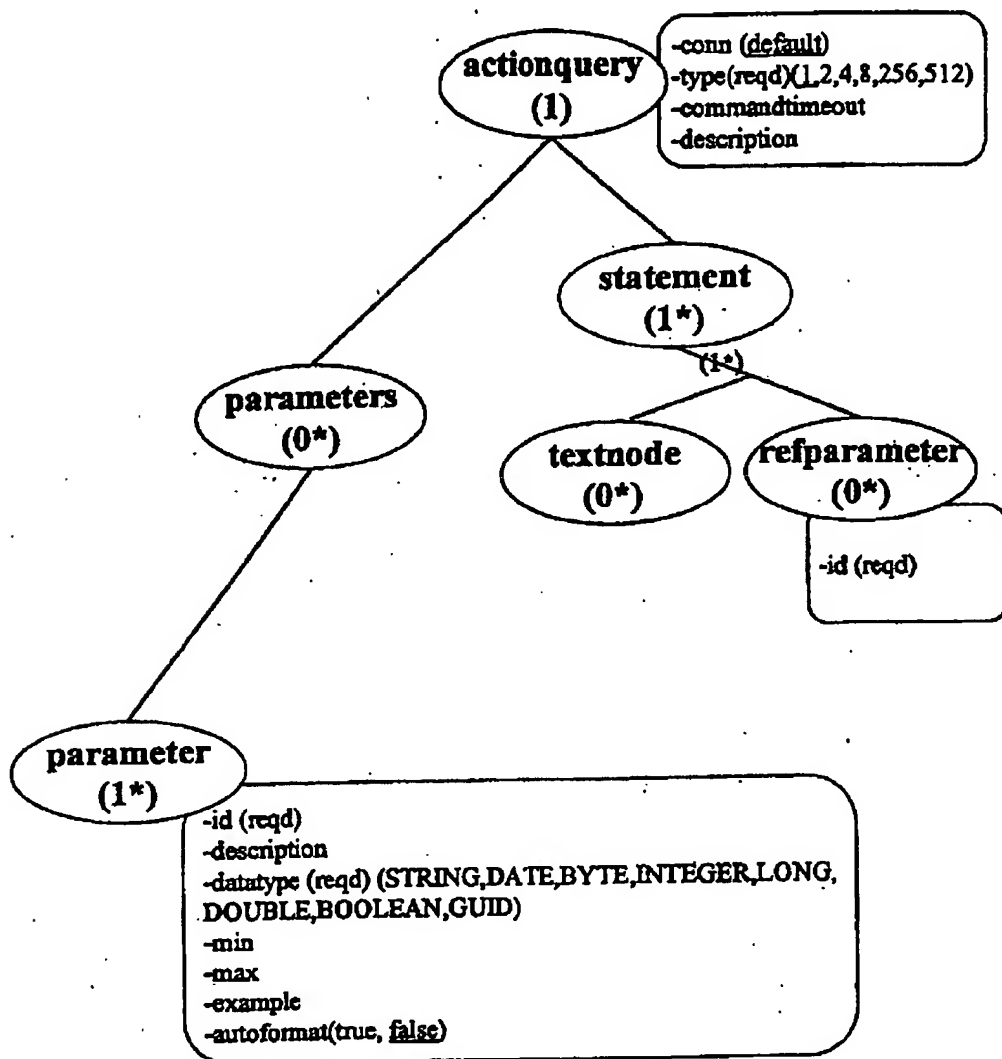 actionquery
(1)
-conn (default)
-type(reqd)(1,2,4,8,256,512)
-commandtimeout
-description
statement
(1*)
(1*)
parameters
(0*)
textnode
(0*)
refparameter
(0*)
-id (reqd)
parameter
(1*)
-id (reqd)
-description
-datatype (reqd) (STRING,DATE,BYTE,INTEGER,LONG,
DOUBLE,BOOLEAN,GUID)
-min
-max
-example
-autoformat(true, false)